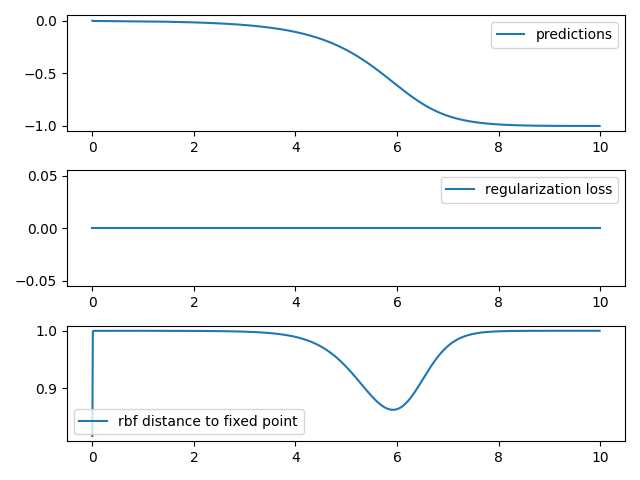 0.0
−0.5
−1.0
predictions
0 2 4 6 8 10
0.05
0.00
−0.05
regularization loss
0 2 4 6 8 10
1.0
0.9
rbf distance to fixed point
0 2 4 6 8 10